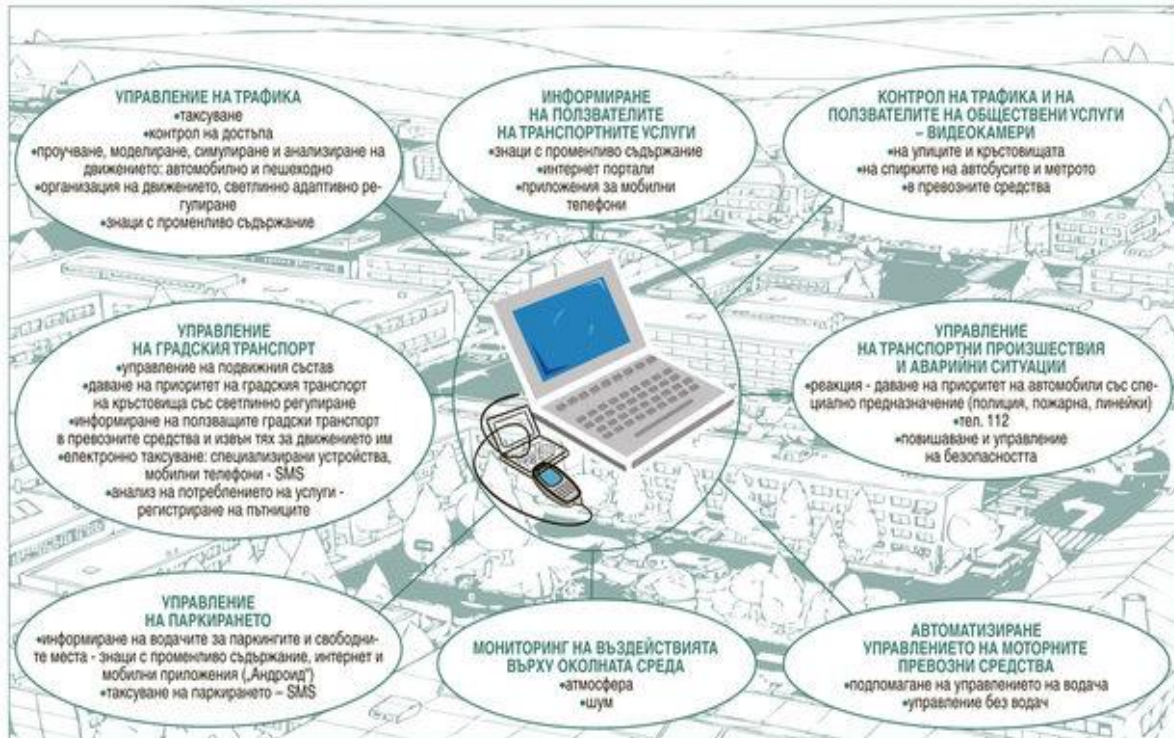 УПРАВЛЕНИЕ НА ТРАФИКА
•таксуване
•контрол на достъпа
•проучване, моделиране, симулиране и анализиране на
движението: автомобилно и пешеходно
•организация на движението, светлинно адаптивно ре-
гулиране
•знаци с променливо съдържание
ИНФОРМИРАНЕ
НА ПОЛЗВАТЕЛИТЕ
НА ТРАНСПОРТНИТЕ УСЛУГИ
•знаци с променливо съдържание
•интернет портали
•приложения за мобилни
телефони
КОНТРОЛ НА ТРАФИКА И НА
ПОЛЗВАТЕЛИТЕ НА ОБЩЕСТВЕНИ УСЛУГИ
– ВИДЕОКАМЕРИ
•на улиците и кръстовищата
•на спирките на автобусите и метрото
•в превозните средства
УПРАВЛЕНИЕ
НА ГРАДСКИЯ ТРАНСПОРТ
•управление на подвижния състав
•даване на приоритет на градския транспорт
на кръстовища със светлинно регулиране
•информиране на ползващите градски транспорт
в превозните средства и извън тях за движението им
•електронно таксуване: специализирани устройства,
мобилни телефони - SMS
•анализ на потреблението на услуги -
регистриране на пътниците
УПРАВЛЕНИЕ
НА ТРАНСПОРТНИ ПРОИЗШЕСТВИЯ
И АВАРИЙНИ СИТУАЦИИ
•реакция - даване на приоритет на автомобили със спе-
циално предназначение (полиция, пожарна, линейки)
•тел. 112
•повишаване и управление
на безопасността
УПРАВЛЕНИЕ
НА ПАРКИРАНЕТО
•информиране на водачите за паркингите и свободни-
те места - знаци с променливо съдържание, интернет и
мобилни приложения („Андроид“)
•таксуване на паркирането – SMS
МОНИТОРИНГ НА ВЪЗДЕЙСТВИЯТА
ВЪРХУ ОКОЛНАТА СРЕДА
•атмосфера
•шум
АВТОМАТИЗИРАНЕ
УПРАВЛЕНИЕТО НА МОТОРНИТЕ
ПРЕВОЗНИ СРЕДСТВА
•подпомагане на управлението на водача
•управление без водач